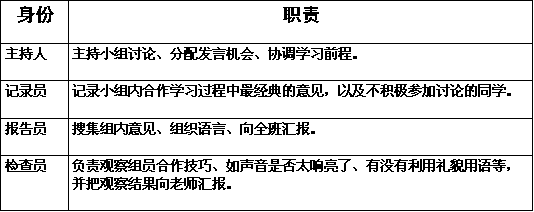 身份 职责
主持人 主持小组讨论、分配发言机会、协调学习前程。
记录员 记录小组内合作学习过程中最经典的意见，以及不积极参加讨论的同学。
报告员 搜集组内意见、组织语言、向全班汇报。
检查员 负责观察组员合作技巧、如声音是否太响亮了、有没有利用礼貌用语等，
并把观察结果向老师汇报。